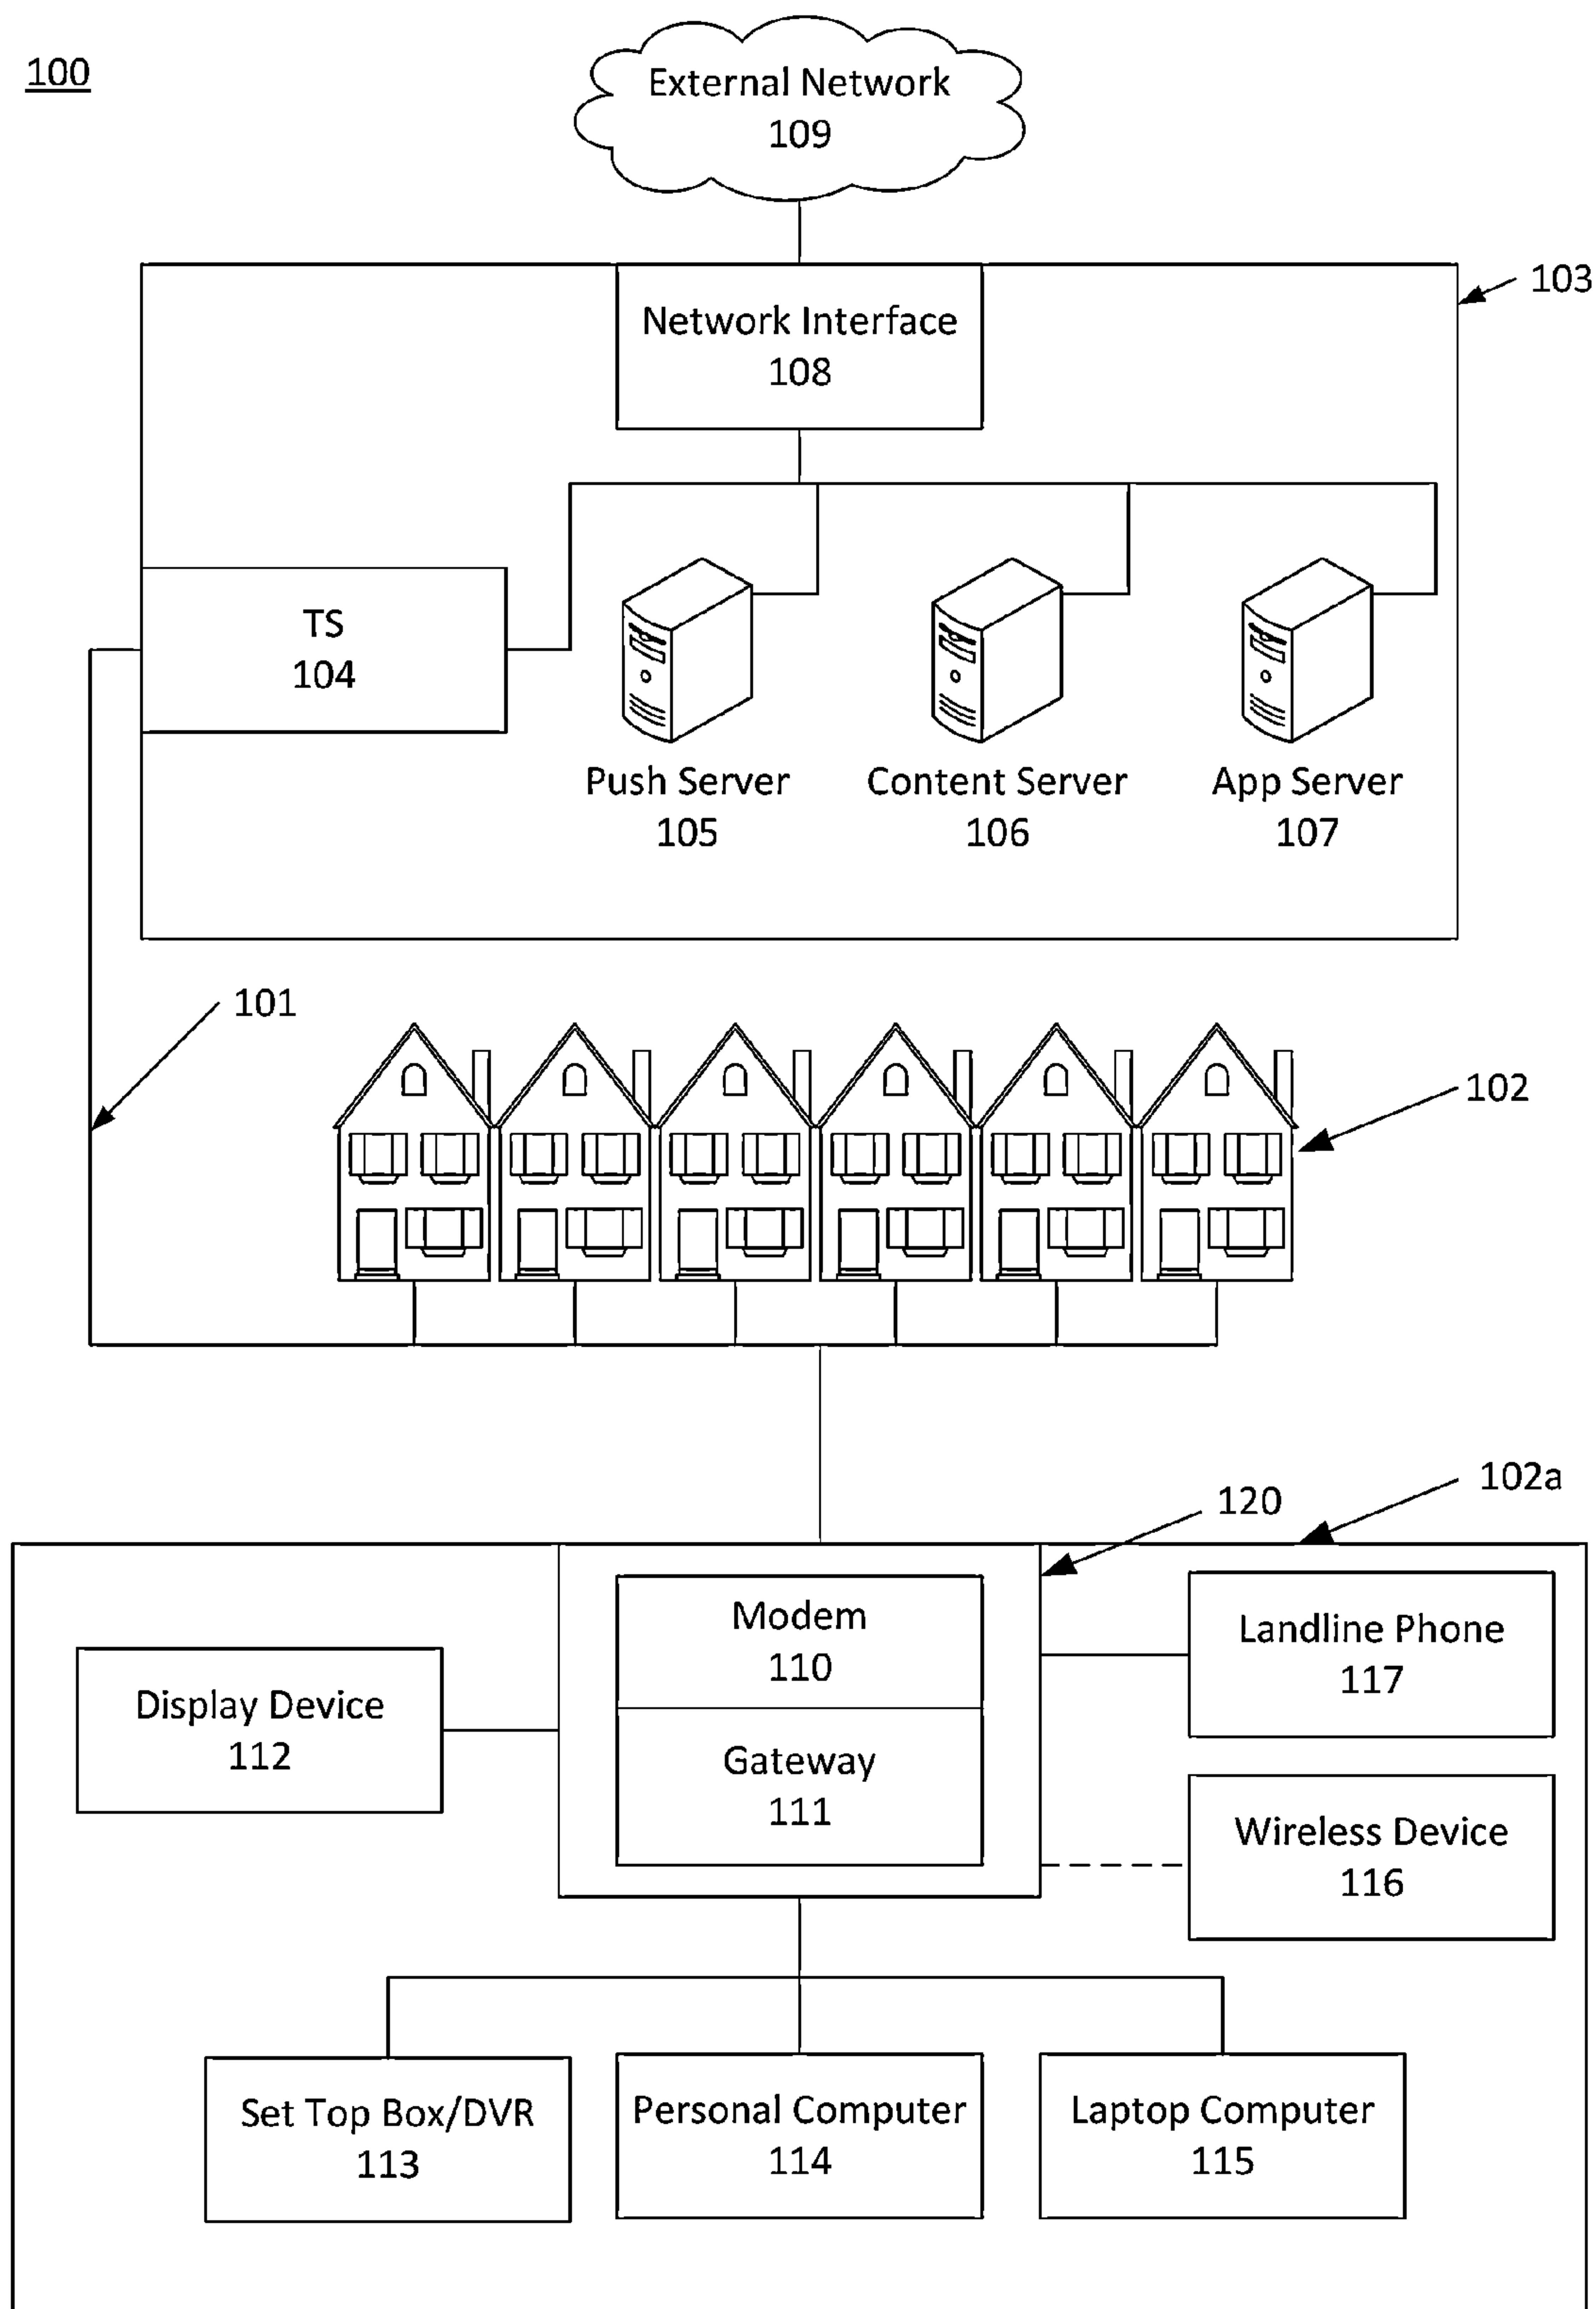 100
External Network
109
103
Network Interface
108
TS
104
Push Server
105
Content Server
106
App Server
107
101
102
102a
120
Modem
110
Landline Phone
117
Display Device
112
Gateway
111
Wireless Device
116
Set Top Box/DVR
113
Personal Computer
114
Laptop Computer
115